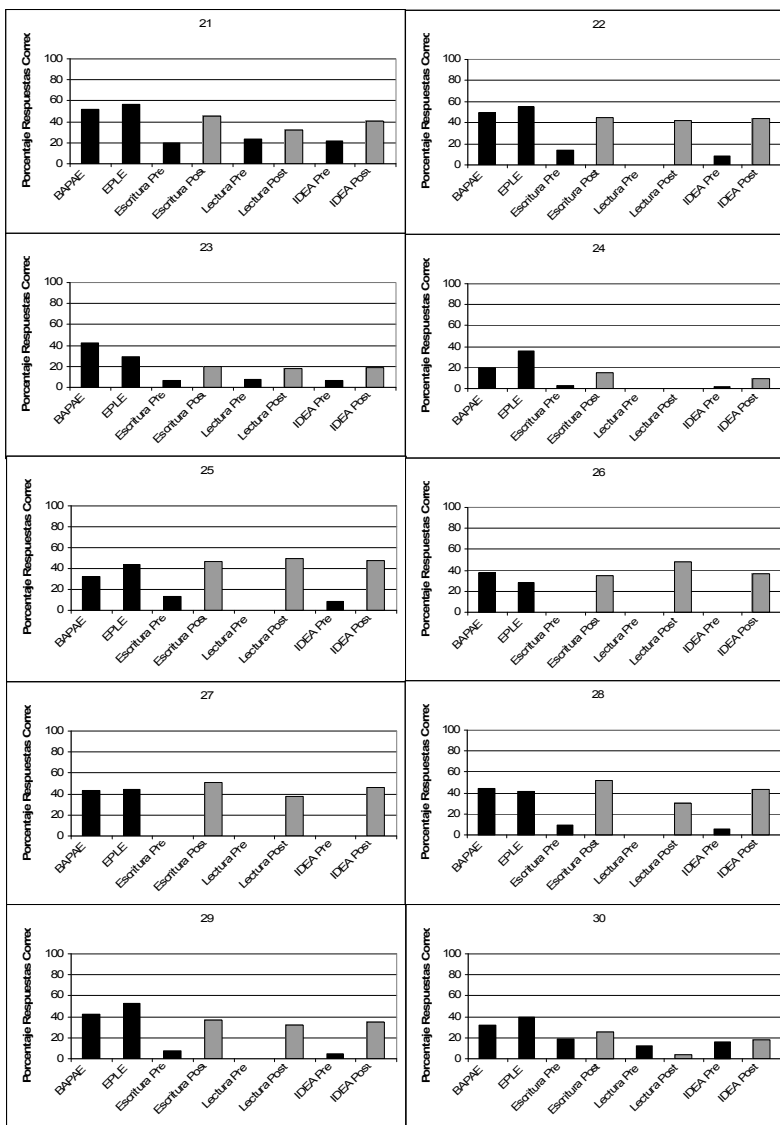 21
Porcentaje Respuestas Correc
100
80
60
40
20
0
BAPAE
EPLE
Escritura Pre
Escritura Post
Lectura Pre
Lectura Post
IDEA Pre
IDEA Post
22
Porcentaje Respuestas Correc
100
80
60
40
20
0
BAPAE
EPLE
Escritura Pre
Escritura Post
Lectura Pre
Lectura Post
IDEA Pre
IDEA Post
23
Porcentaje Respuestas Correc
100
80
60
40
20
0
BAPAE
EPLE
Escritura Pre
Escritura Post
Lectura Pre
Lectura Post
IDEA Pre
IDEA Post
24
Porcentaje Respuestas Correc
100
80
60
40
20
0
BAPAE
EPLE
Escritura Pre
Escritura Post
Lectura Pre
Lectura Post
IDEA Pre
IDEA Post
25
Porcentaje Respuestas Correc
100
80
60
40
20
0
BAPAE
EPLE
Escritura Pre
Escritura Post
Lectura Pre
Lectura Post
IDEA Pre
IDEA Post
26
Porcentaje Respuestas Correc
100
80
60
40
20
0
BAPAE
EPLE
Escritura Pre
Escritura Post
Lectura Pre
Lectura Post
IDEA Pre
IDEA Post
27
Porcentaje Respuestas Correc
100
80
60
40
20
0
BAPAE
EPLE
Escritura Pre
Escritura Post
Lectura Pre
Lectura Post
IDEA Pre
IDEA Post
28
Porcentaje Respuestas Correc
100
80
60
40
20
0
BAPAE
EPLE
Escritura Pre
Escritura Post
Lectura Pre
Lectura Post
IDEA Pre
IDEA Post
29
Porcentaje Respuestas Correc
100
80
60
40
20
0
BAPAE
EPLE
Escritura Pre
Escritura Post
Lectura Pre
Lectura Post
IDEA Pre
IDEA Post
30
Porcentaje Respuestas Correc
100
80
60
40
20
0
BAPAE
EPLE
Escritura Pre
Escritura Post
Lectura Pre
Lectura Post
IDEA Pre
IDEA Post